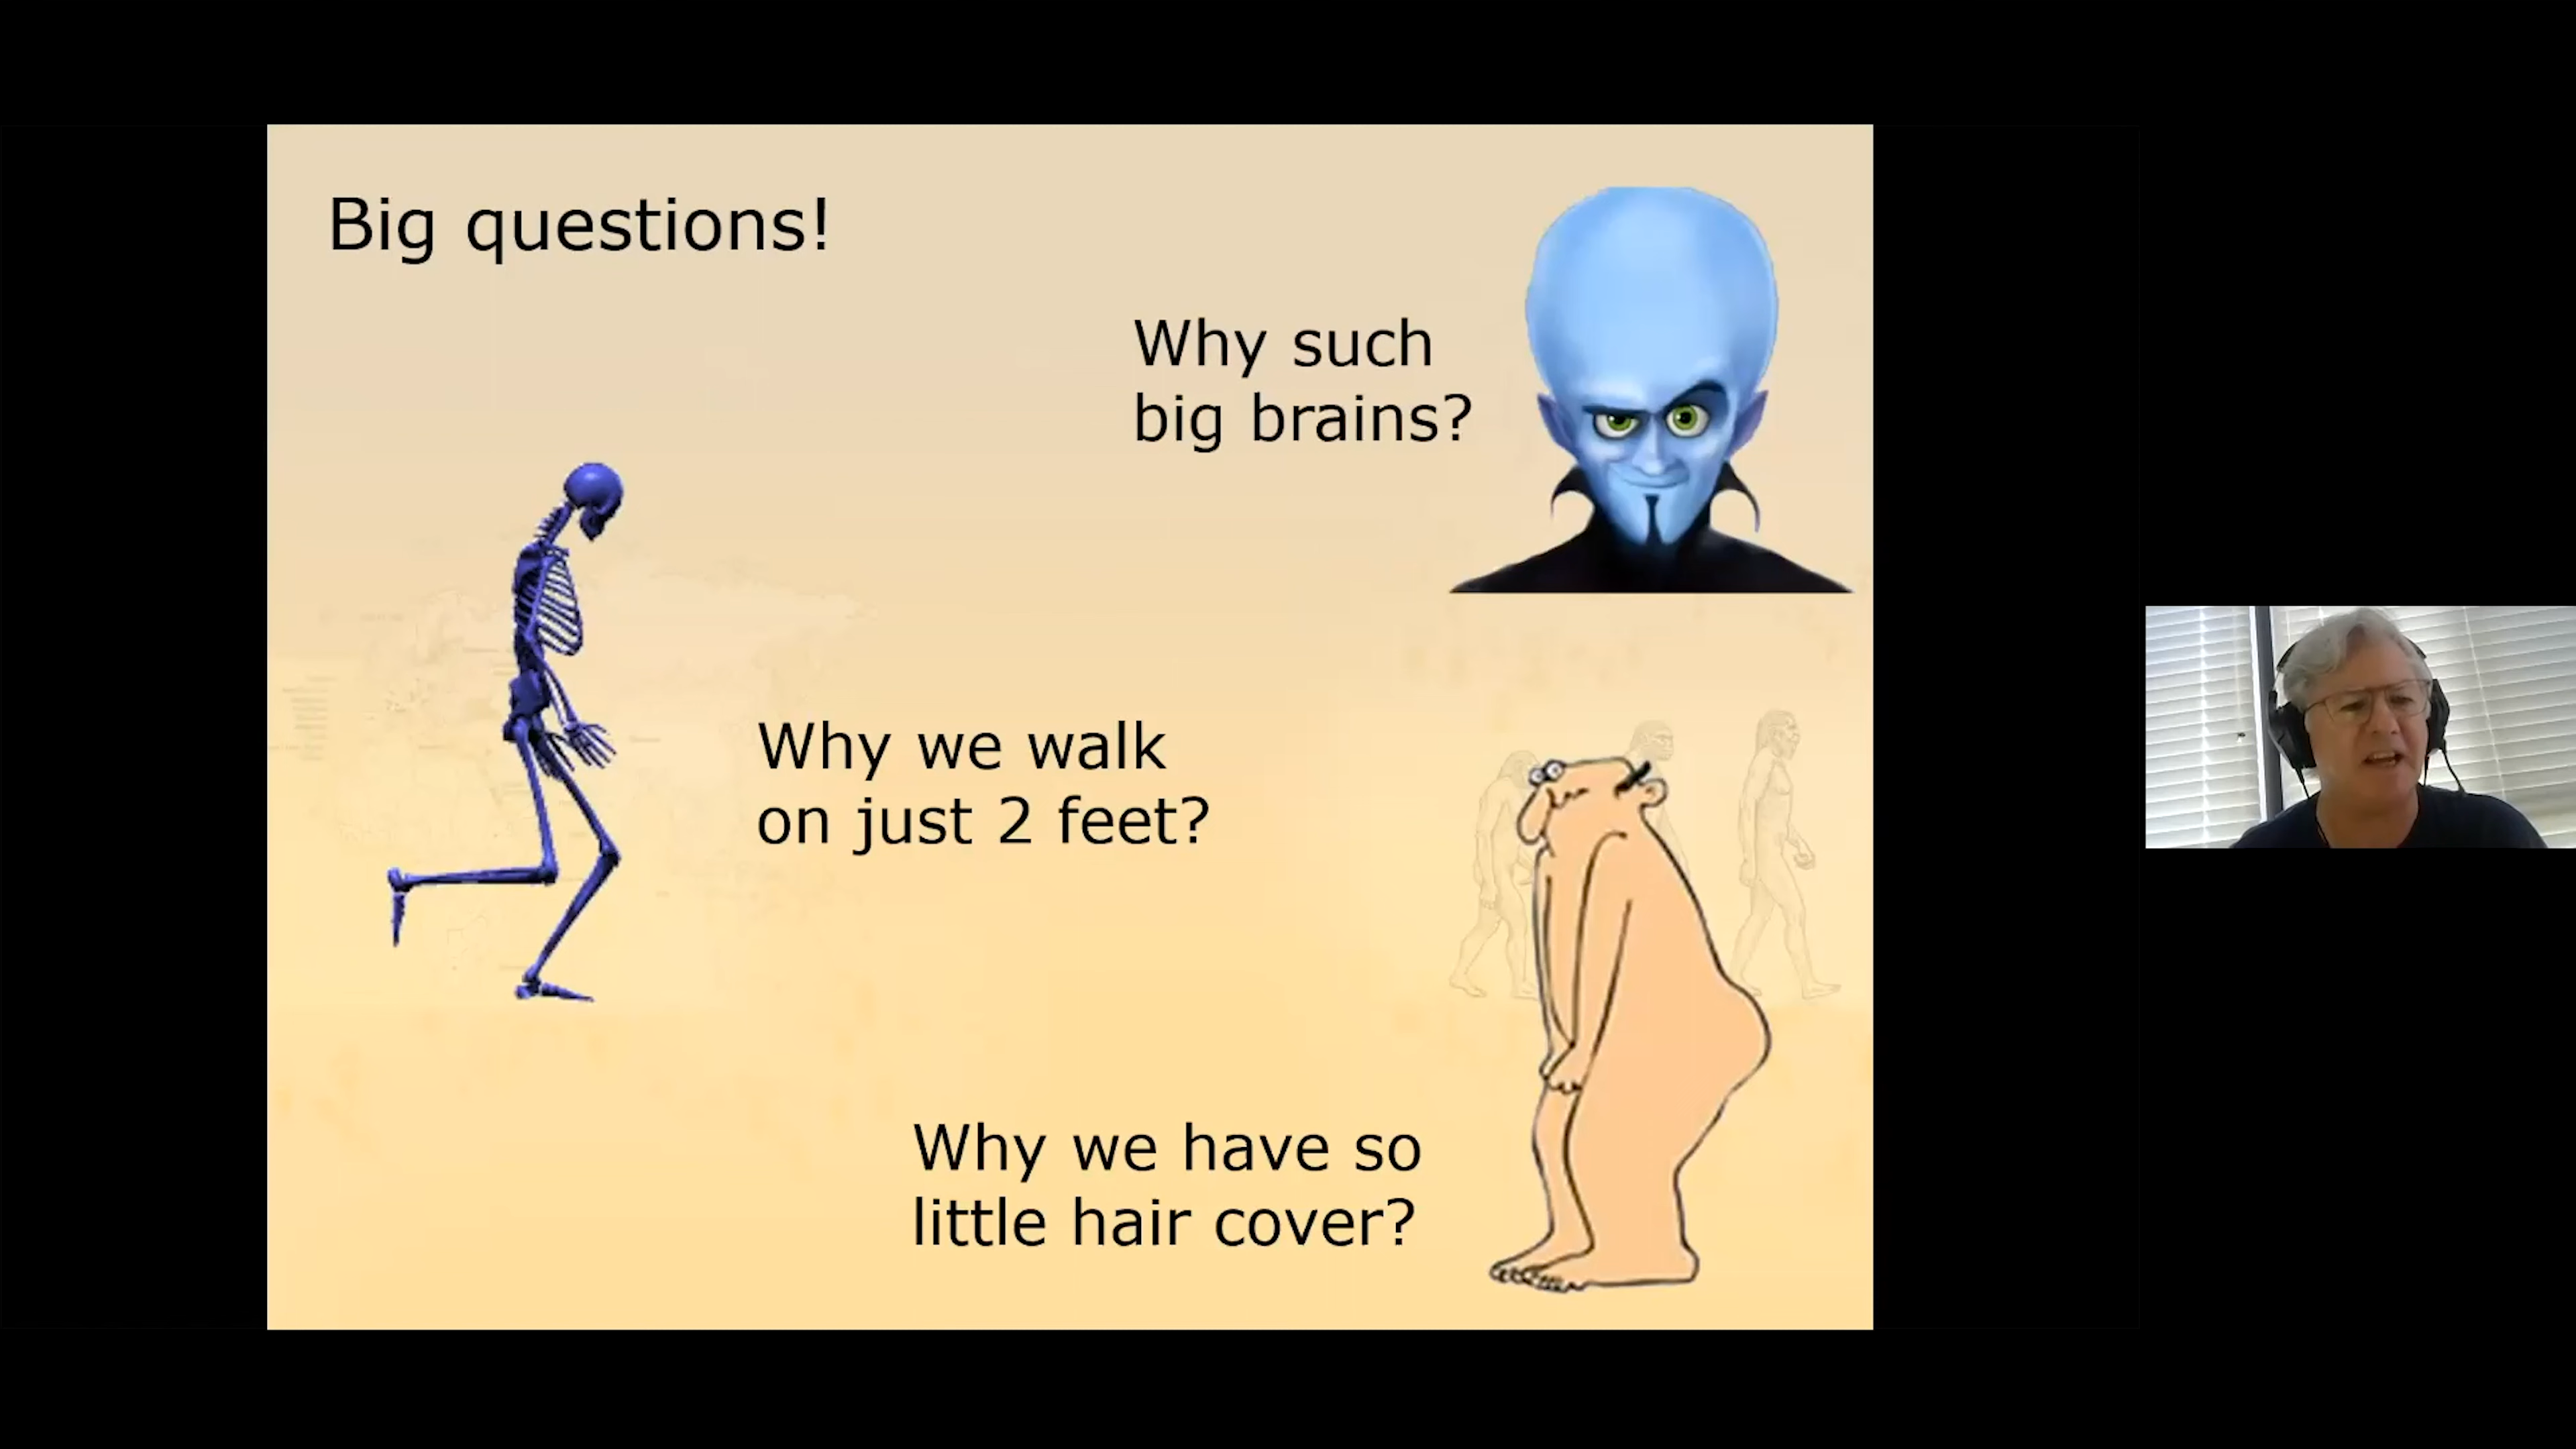 Big questions!
Why such
big brains?
Why we walk
on just 2 feet?
Why we have so
little hair cover?